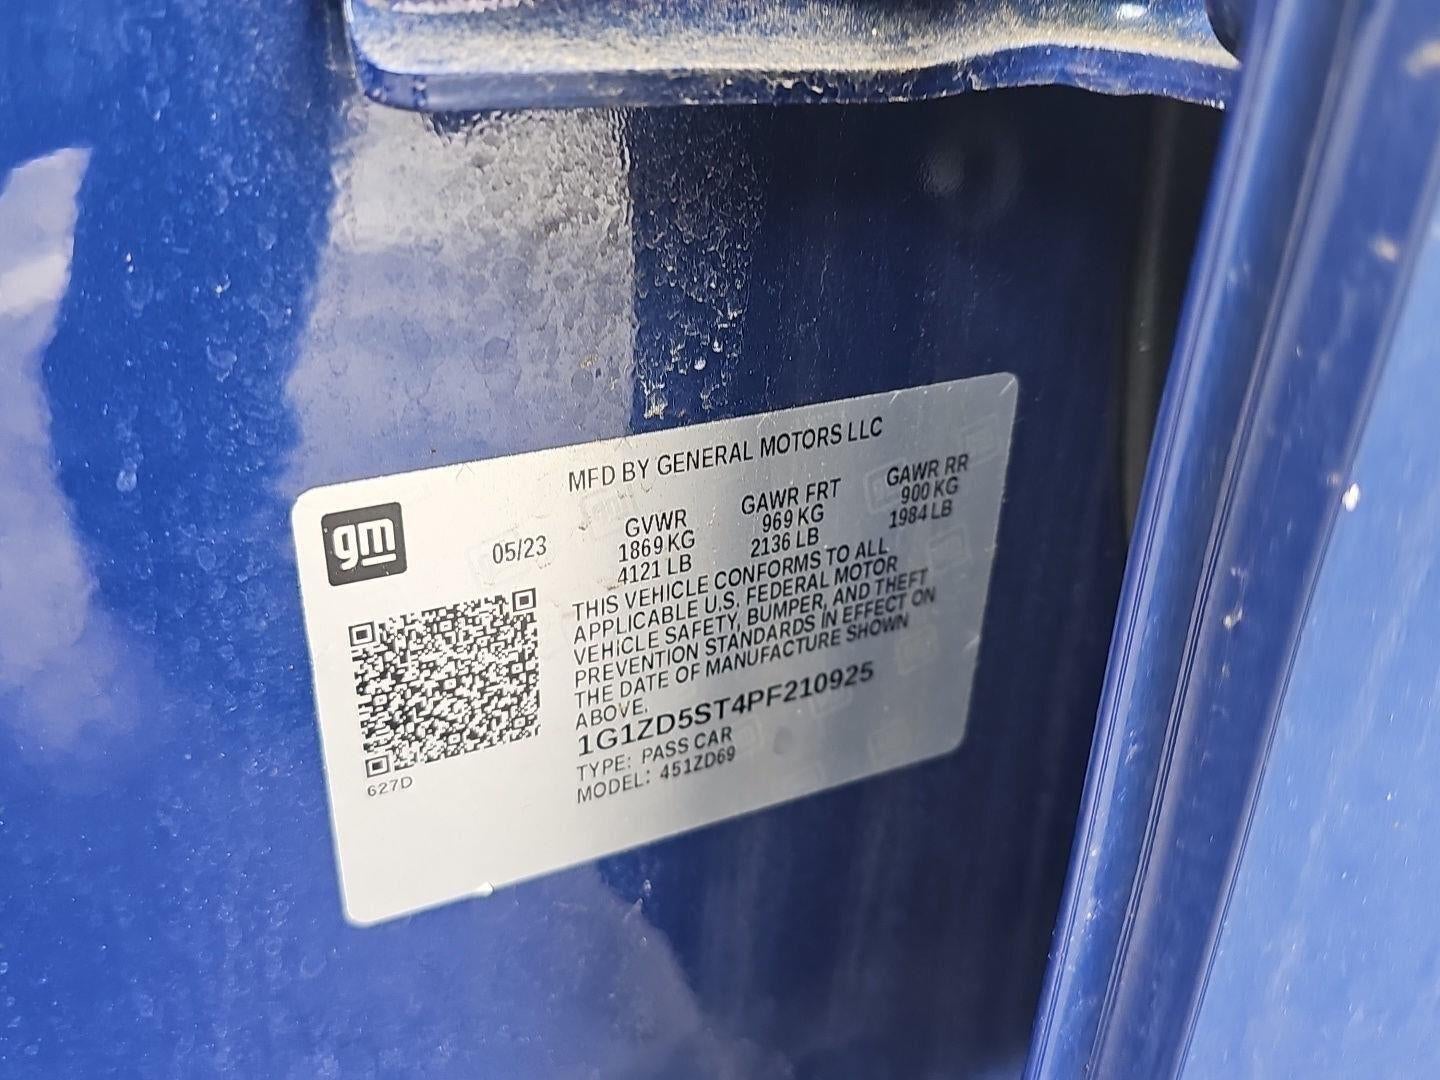 MFD BY GENERAL MOTORS LLC
gm
05/23
GVWR
1869 KG
4121 LB
GAWR FRT
969 KG
2136 LB
GAWR RR
900 KG
1984 LB
THIS VEHICLE CONFORMS TO ALL
APPLICABLE U.S. FEDERAL MOTOR
VEHICLE SAFETY, BUMPER, AND THEFT
PREVENTION STANDARDS IN EFFECT ON
THE DATE OF MANUFACTURE SHOWN
ABOVE.
1G1ZD5ST4PF210925
TYPE: PASS CAR
MODEL: 451ZD69
627D